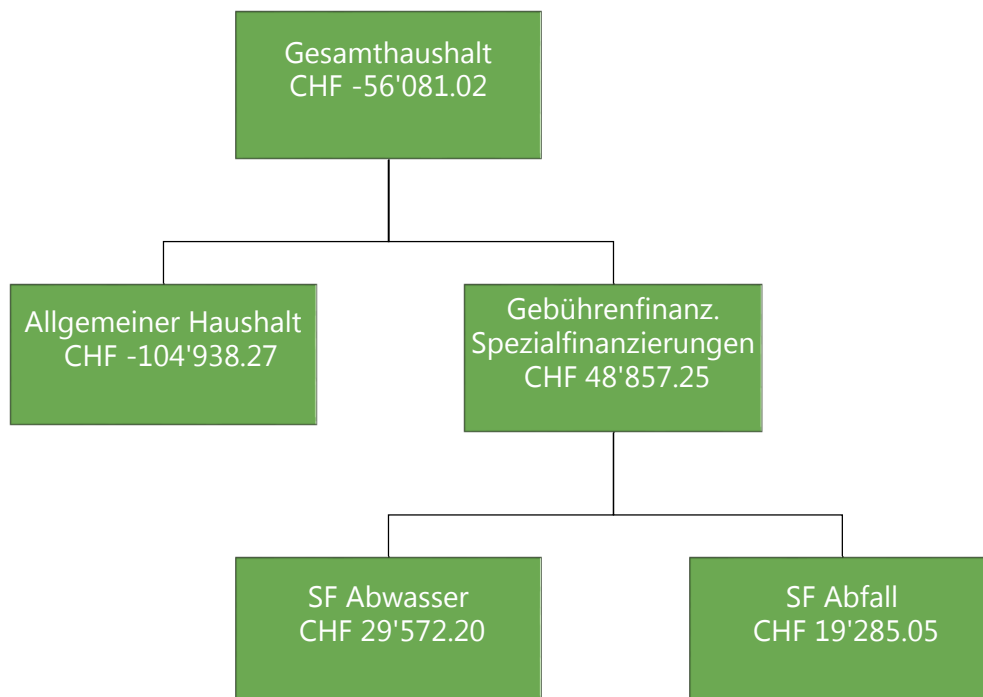 Gesamthaushalt
CHF -56'081.02
Allgemeiner Haushalt
CHF -104'938.27
Gebührenfinanz.
Spezialfinanzierungen
CHF 48'857.25
SF Abwasser
CHF 29'572.20
SF Abfall
CHF 19'285.05